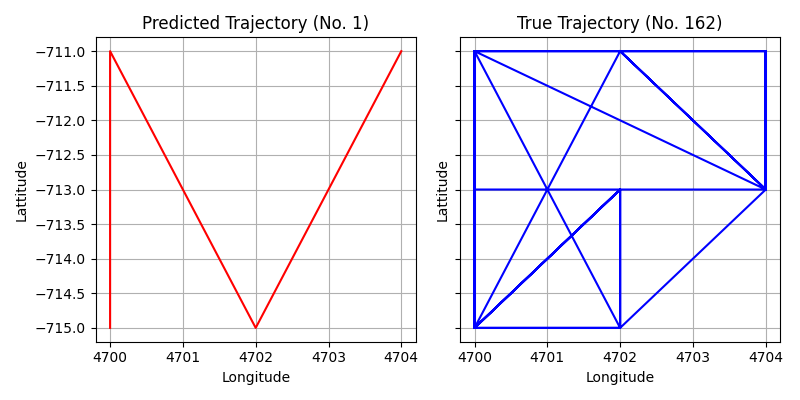 Predicted Trajectory (No. 1)
Lattitude
−711.0
−711.5
−712.0
−712.5
−713.0
−713.5
−714.0
−714.5
−715.0
4700 4701 4702 4703 4704
Longitude
True Trajectory (No. 162)
Lattitude
4700 4701 4702 4703 4704
Longitude